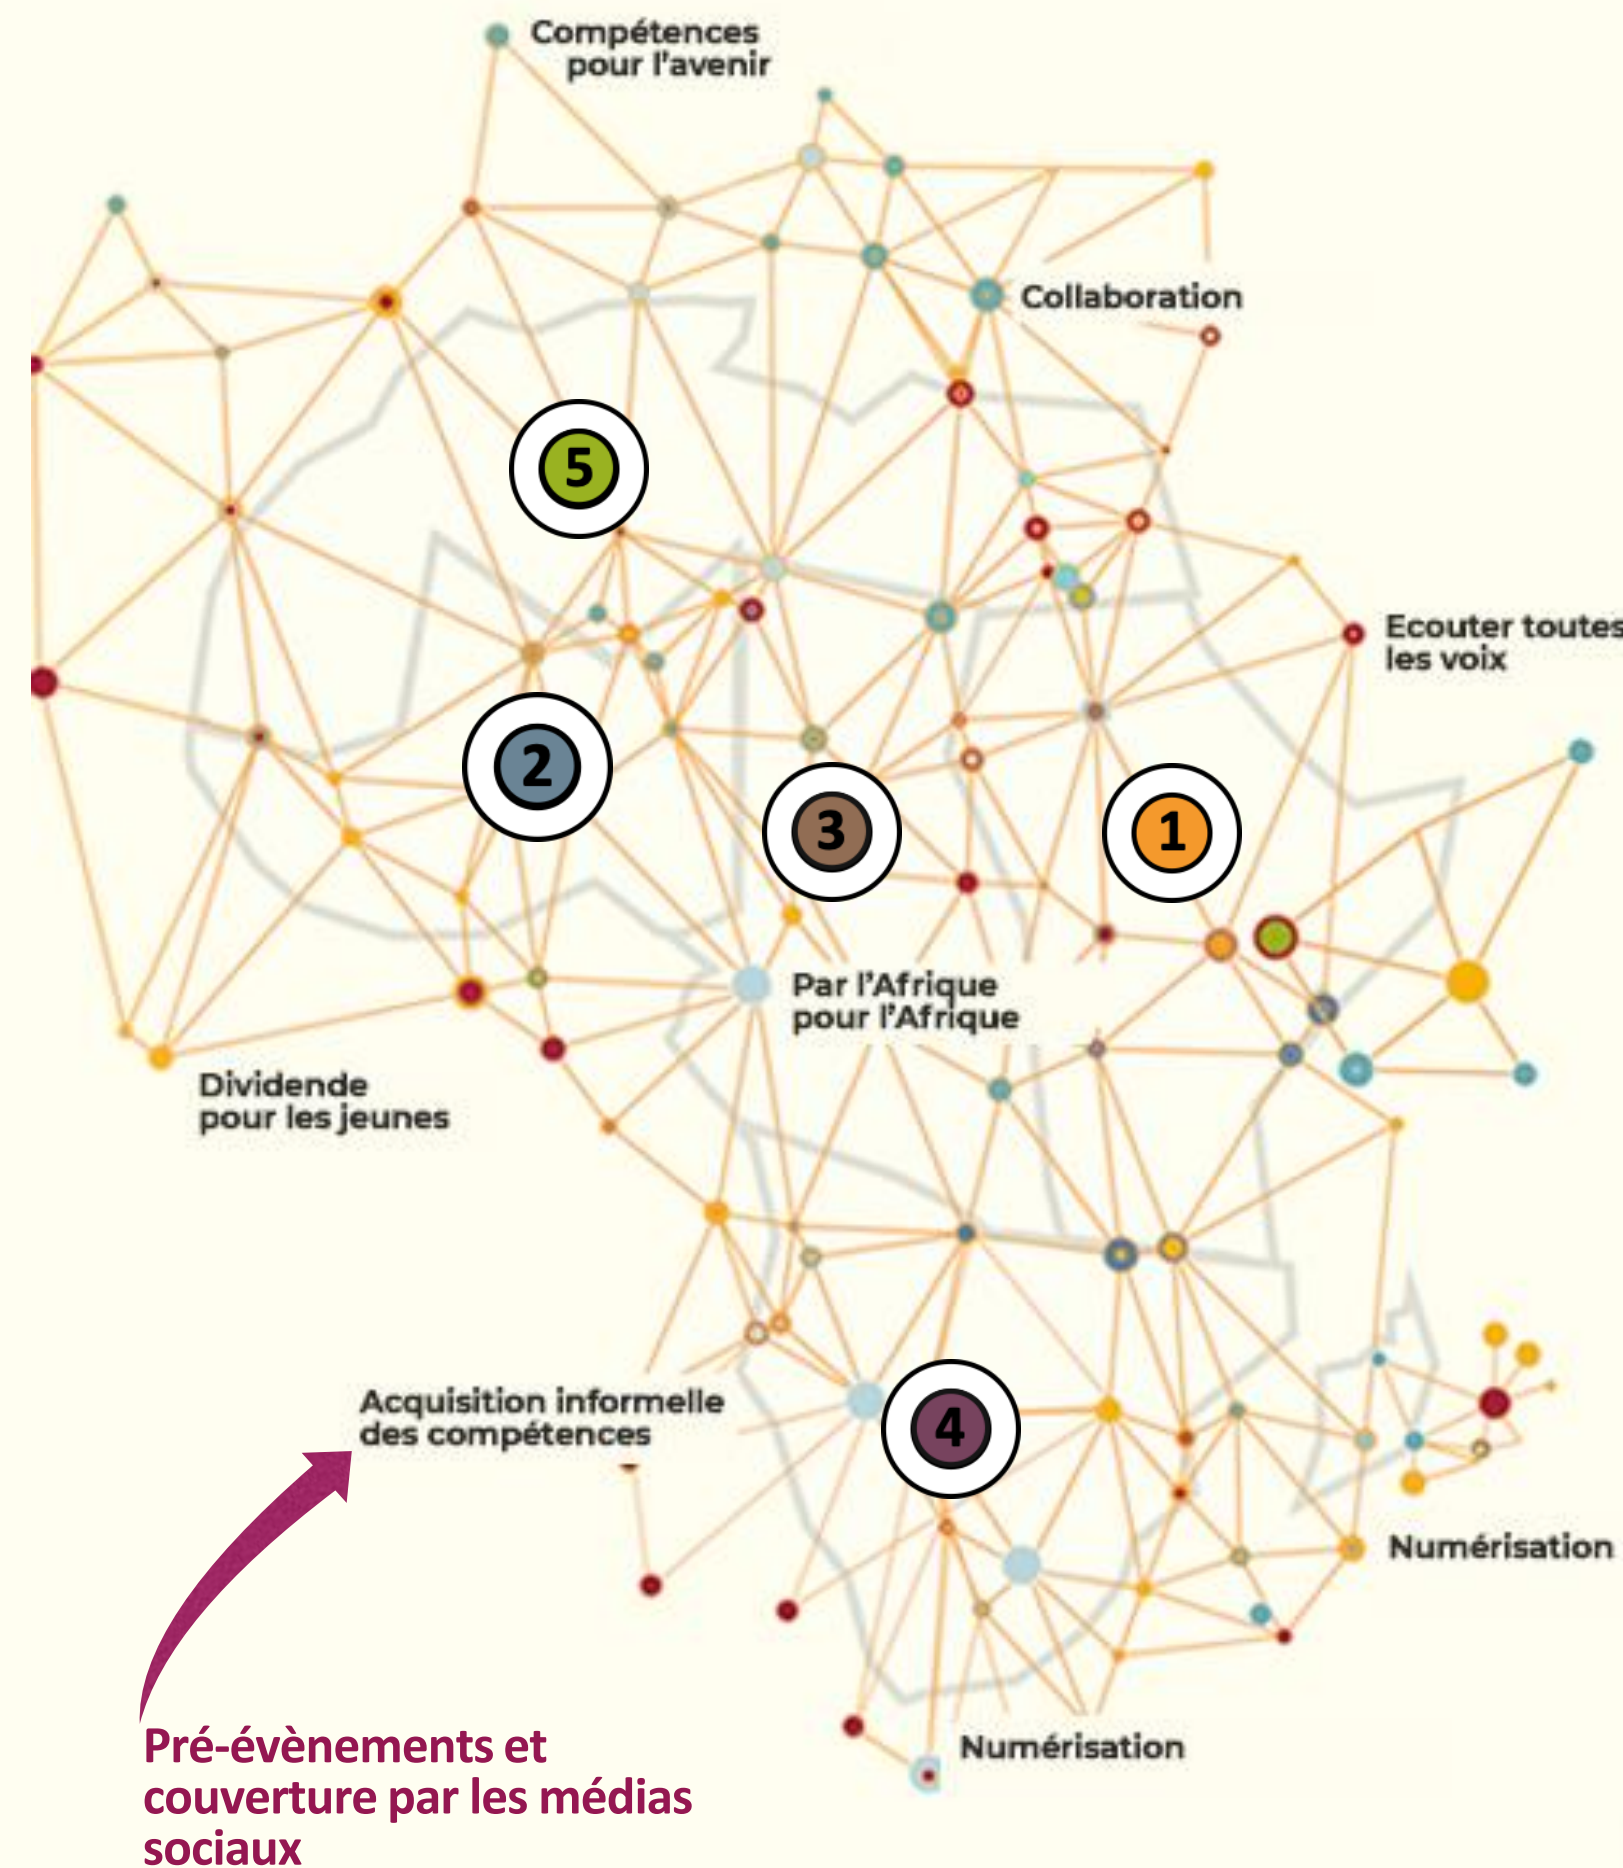 Compétences
pour l'avenir
Collaboration
5
Ecouter toutes
les voix
2
3
1
Par l'Afrique
pour l'Afrique
Dividende
pour les jeunes
Acquisition informelle
des compétences
4
Numérisation
Numérisation
Pré-évènements et
couverture par les médias
sociaux